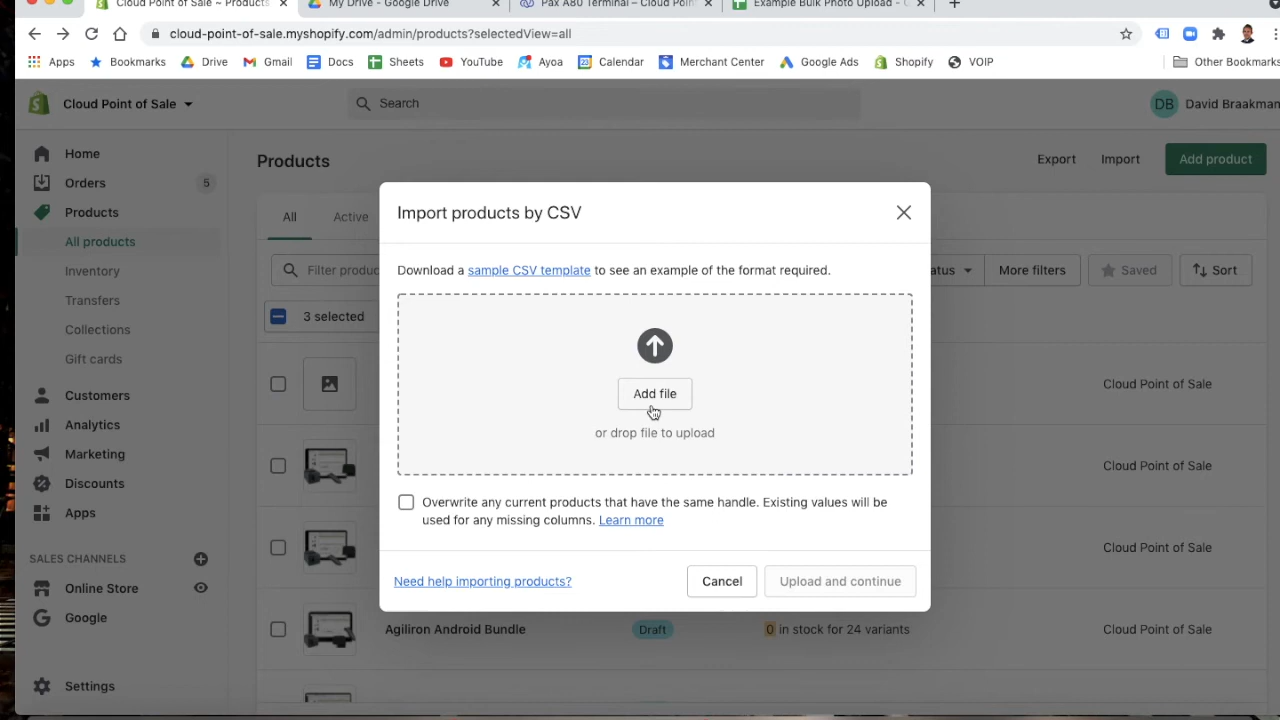 Cloud Point of Sale ~ Products
My Drive - Google Drive
Pax A80 Terminal – Cloud Point
Example Bulk Photo Upload -
cloud-point-of-sale.myshopify.com/admin/products?selectedView=all
Apps Bookmarks Drive Gmail Docs Sheets YouTube Ayoa Calendar Merchant Center Google Ads Shopify VOIP Other Bookmarks
Cloud Point of Sale
Search
DB David Braakman
Home
Orders 5
Products
All products
Inventory
Transfers
Collections
Gift cards
Customers
Analytics
Marketing
Discounts
Apps
SALES CHANNELS
Online Store
Google
Settings
Products
Export Import Add product
All Active
Filter produc
atus More filters Saved Sort
3 selected
Import products by CSV
Download a sample CSV template to see an example of the format required.
Add file
or drop file to upload
Overwrite any current products that have the same handle. Existing values will be
used for any missing columns. Learn more
Need help importing products? Cancel Upload and continue
Cloud Point of Sale
Cloud Point of Sale
Cloud Point of Sale
Agiliron Android Bundle Draft 0 in stock for 24 variants Cloud Point of Sale